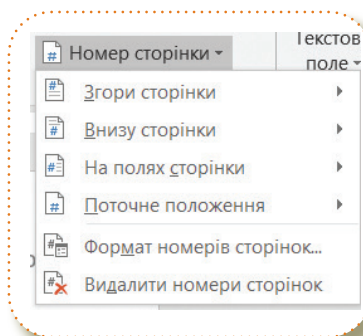 Номер сторінки
Текстов
поле
Згори сторінки
Внизу сторінки
На полях сторінки
Поточне положення
Формат номерів сторінок...
Видалити номери сторінок